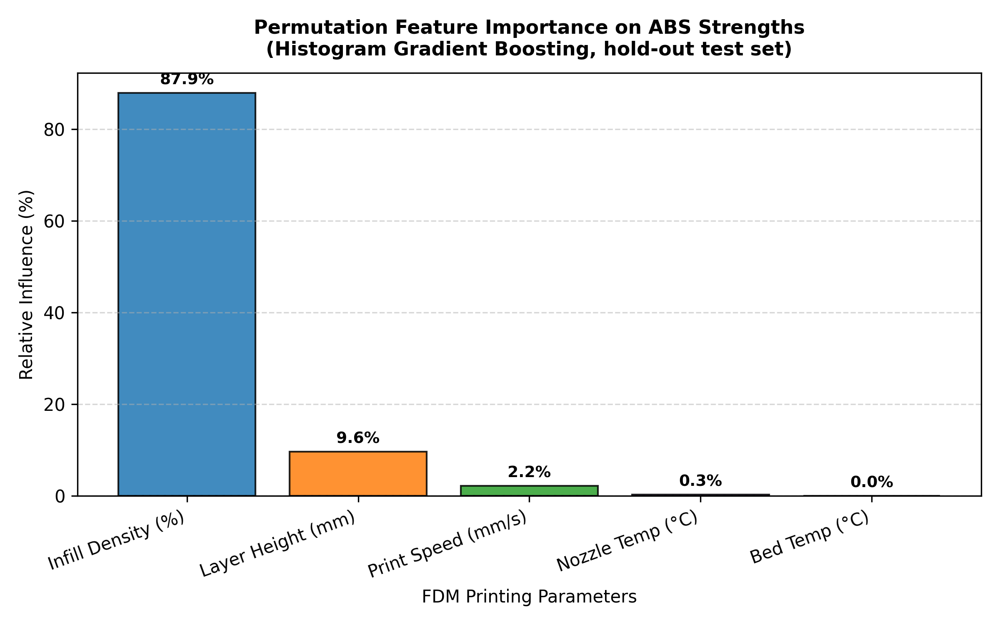 Permutation Feature Importance on ABS Strengths
(Histogram Gradient Boosting, hold-out test set)
87.9%
80
60
40
20
0
Relative Influence (%)
9.6%
2.2%
0.3%
0.0%
Infill Density (%)
Layer Height (mm)
Print Speed (mm/s)
Nozzle Temp (°C)
Bed Temp (°C)
FDM Printing Parameters